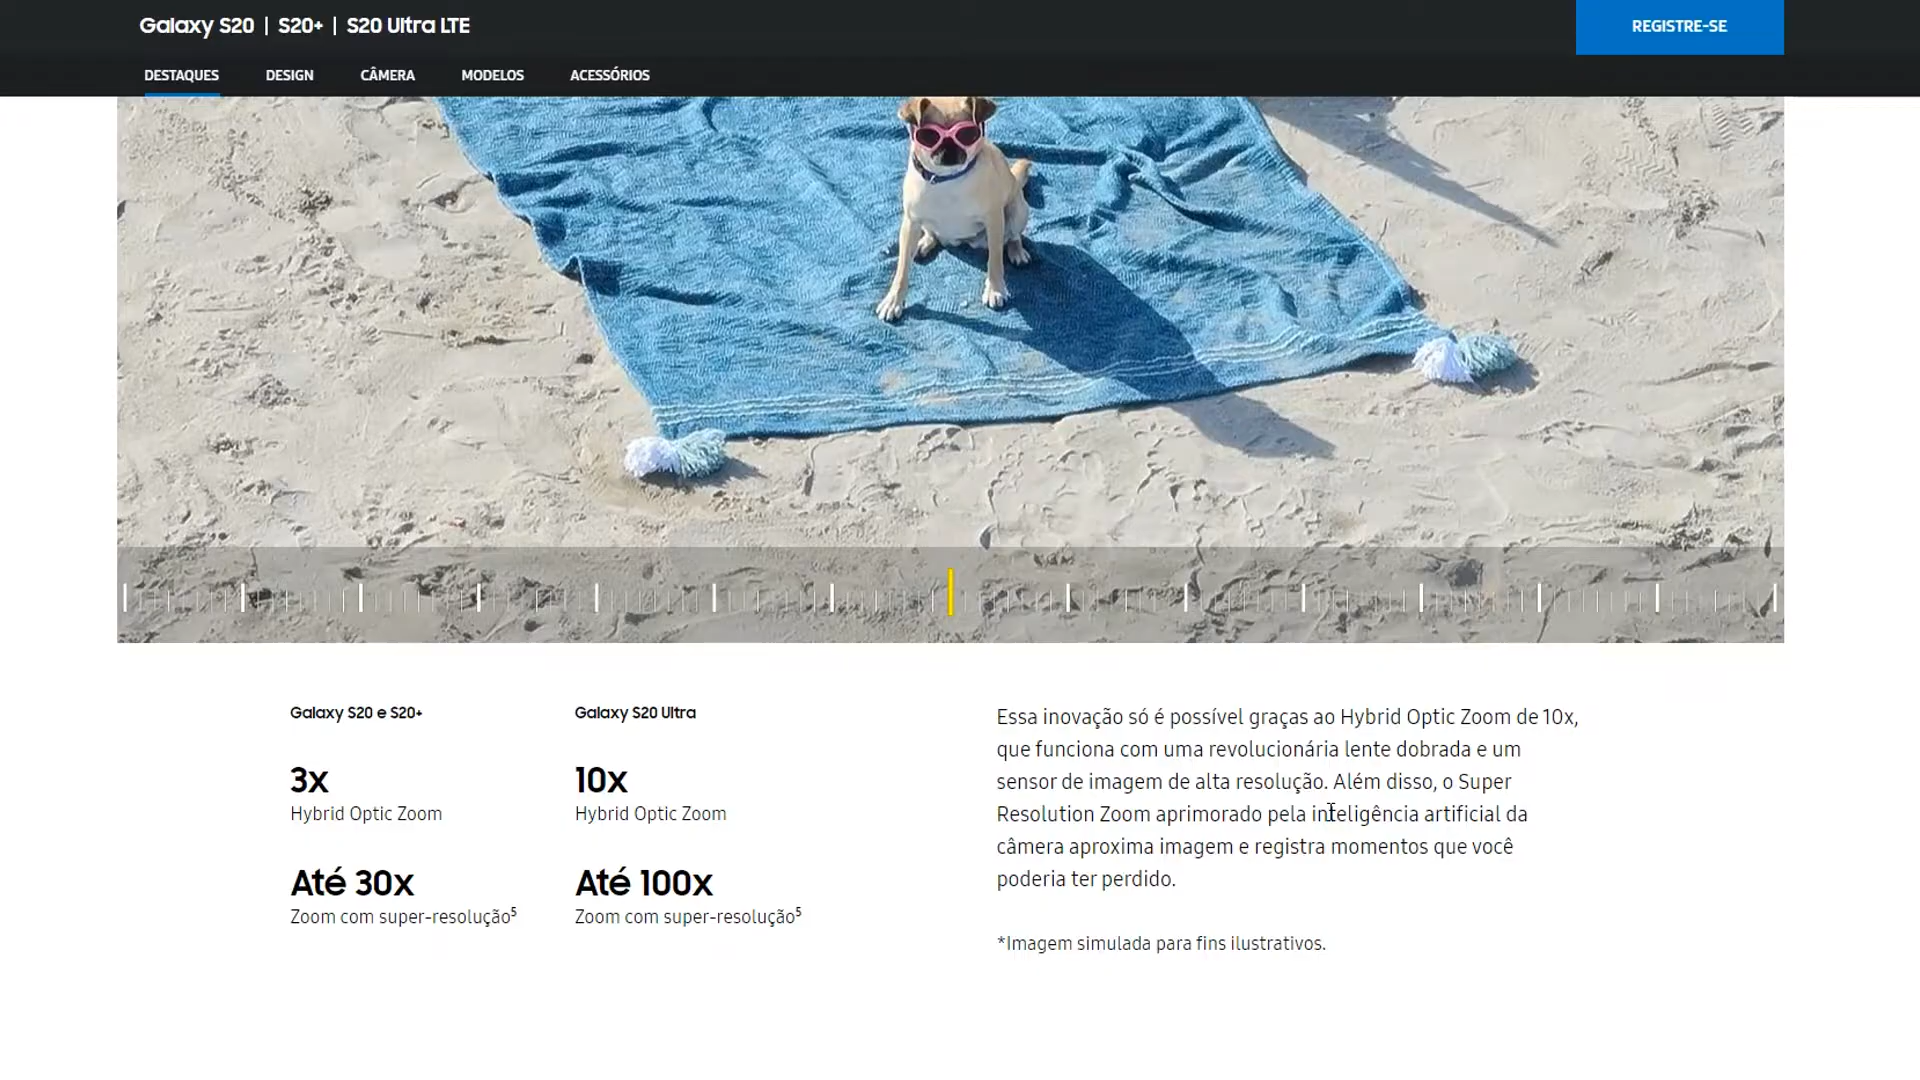 Galaxy S20 | S20+ | S20 Ultra LTE
REGISTRE-SE
DESTAQUES DESIGN CÂMERA MODELOS ACESSÓRIOS
Galaxy S20 e S20+
3x
Hybrid Optic Zoom
Até 30x
Zoom com super-resolução⁵
Galaxy S20 Ultra
10x
Hybrid Optic Zoom
Até 100x
Zoom com super-resolução⁵
Essa inovação só é possível graças ao Hybrid Optic Zoom de 10x,
que funciona com uma revolucionária lente dobrada e um
sensor de imagem de alta resolução. Além disso, o Super
Resolution Zoom aprimorado pela inteligência artificial da
câmera aproxima imagem e registra momentos que você
poderia ter perdido.
*Imagem simulada para fins ilustrativos.